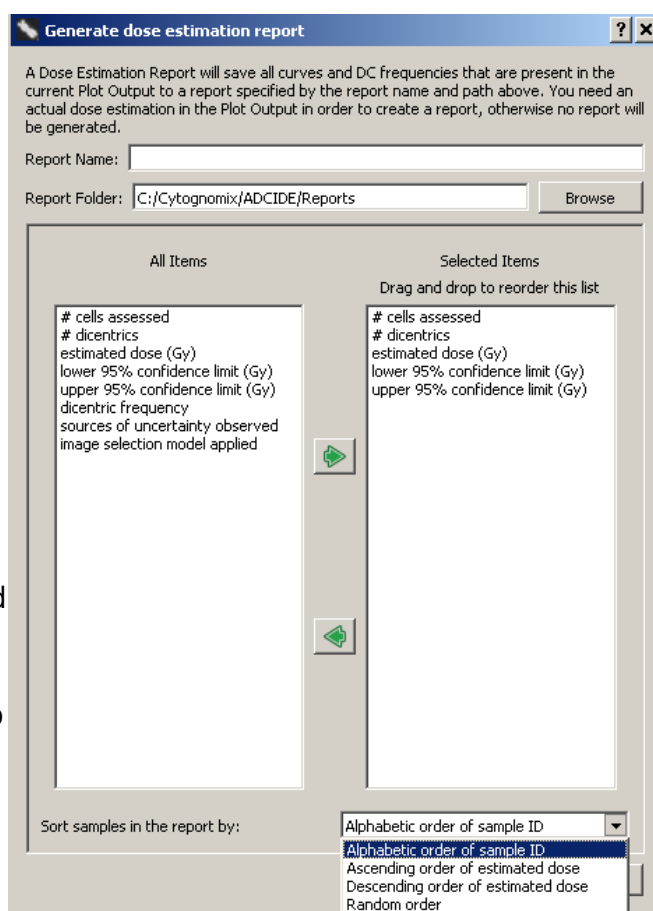 Generate dose estimation report
A Dose Estimation Report will save all curves and DC frequencies that are present in the
current Plot Output to a report specified by the report name and path above. You need an
actual dose estimation in the Plot Output in order to create a report, otherwise no report will
be generated.
Report Name:
Report Folder: C:/Cytognomix/ADCIDE/Reports Browse
All Items
# cells assessed
# dicentrics
estimated dose (Gy)
lower 95% confidence limit (Gy)
upper 95% confidence limit (Gy)
dicentric frequency
sources of uncertainty observed
image selection model applied
Selected Items
Drag and drop to reorder this list
# cells assessed
# dicentrics
estimated dose (Gy)
lower 95% confidence limit (Gy)
upper 95% confidence limit (Gy)
Sort samples in the report by: Alphabetic order of sample ID
Alphabetic order of sample ID
Ascending order of estimated dose
Descending order of estimated dose
Random order